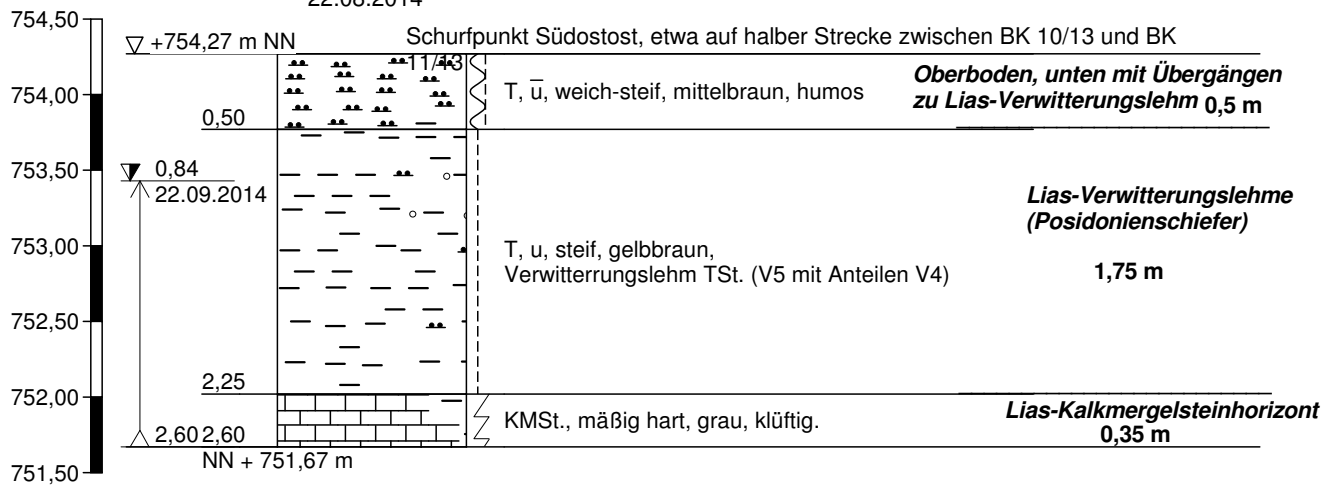 22.08.2014
754,50
+754,27 m NN
Schurfpunkt Südostost, etwa auf halber Strecke zwischen BK 10/13 und BK
11/13
T, u̅, weich-steif, mittelbraun, humos
Oberboden, unten mit Übergängen
zu Lias-Verwitterungslehm 0,5 m
754,00
0,50
753,50
0,84
22.09.2014
Lias-Verwitterungslehme
(Posidonienschiefer)
753,00
T, u, steif, gelbbraun,
Verwitterrungslehm TSt. (V5 mit Anteilen V4)
1,75 m
752,50
2,25
752,00
KMSt., mäßig hart, grau, klüftig.
Lias-Kalkmergelsteinhorizont
0,35 m
2,60 2,60
NN + 751,67 m
751,50